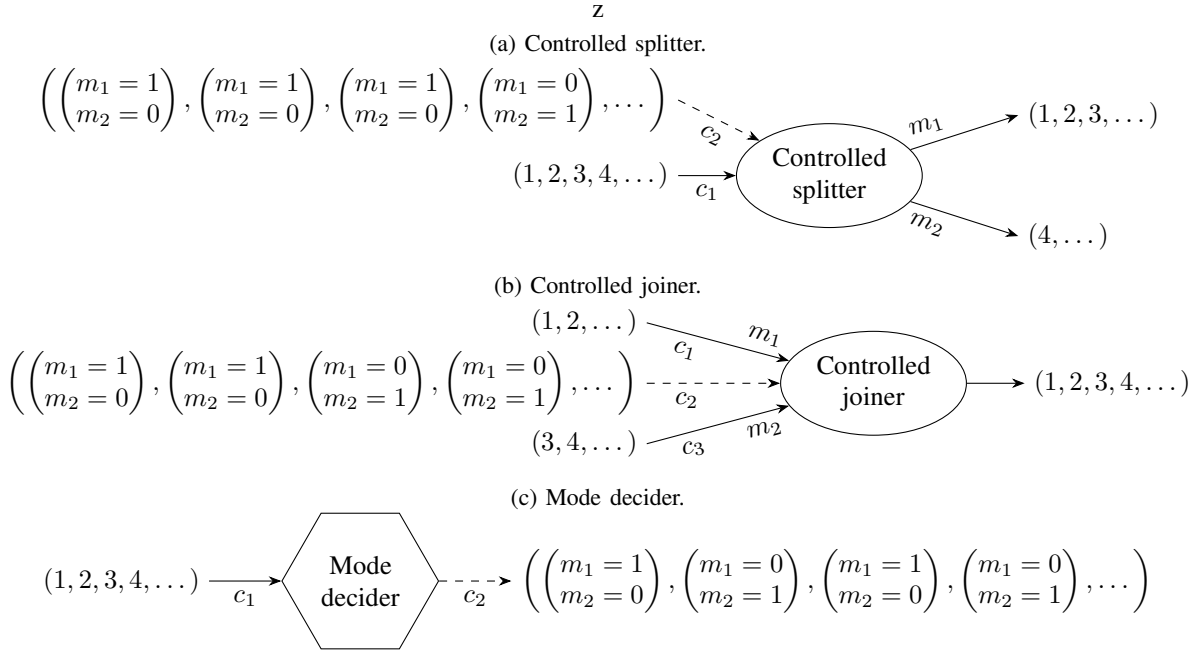 z
(a) Controlled splitter.
((m₁ = 1 m₂ = 0), (m₁ = 1 m₂ = 0), (m₁ = 1 m₂ = 0), (m₁ = 0 m₂ = 1), …)
c₂
(1, 2, 3, 4, …)
c₁
Controlled
splitter
m₁
(1, 2, 3, …)
m₂
(4, …)
(b) Controlled joiner.
(1, 2, …)
c₁
m₁
((m₁ = 1 m₂ = 0), (m₁ = 1 m₂ = 0), (m₁ = 0 m₂ = 1), (m₁ = 0 m₂ = 1), …)
c₂
(3, 4, …)
c₃
m₂
Controlled
joiner
(1, 2, 3, 4, …)
(c) Mode decider.
(1, 2, 3, 4, …)
c₁
Mode
decider
c₂
((m₁ = 1 m₂ = 0), (m₁ = 0 m₂ = 1), (m₁ = 1 m₂ = 0), (m₁ = 0 m₂ = 1), …)